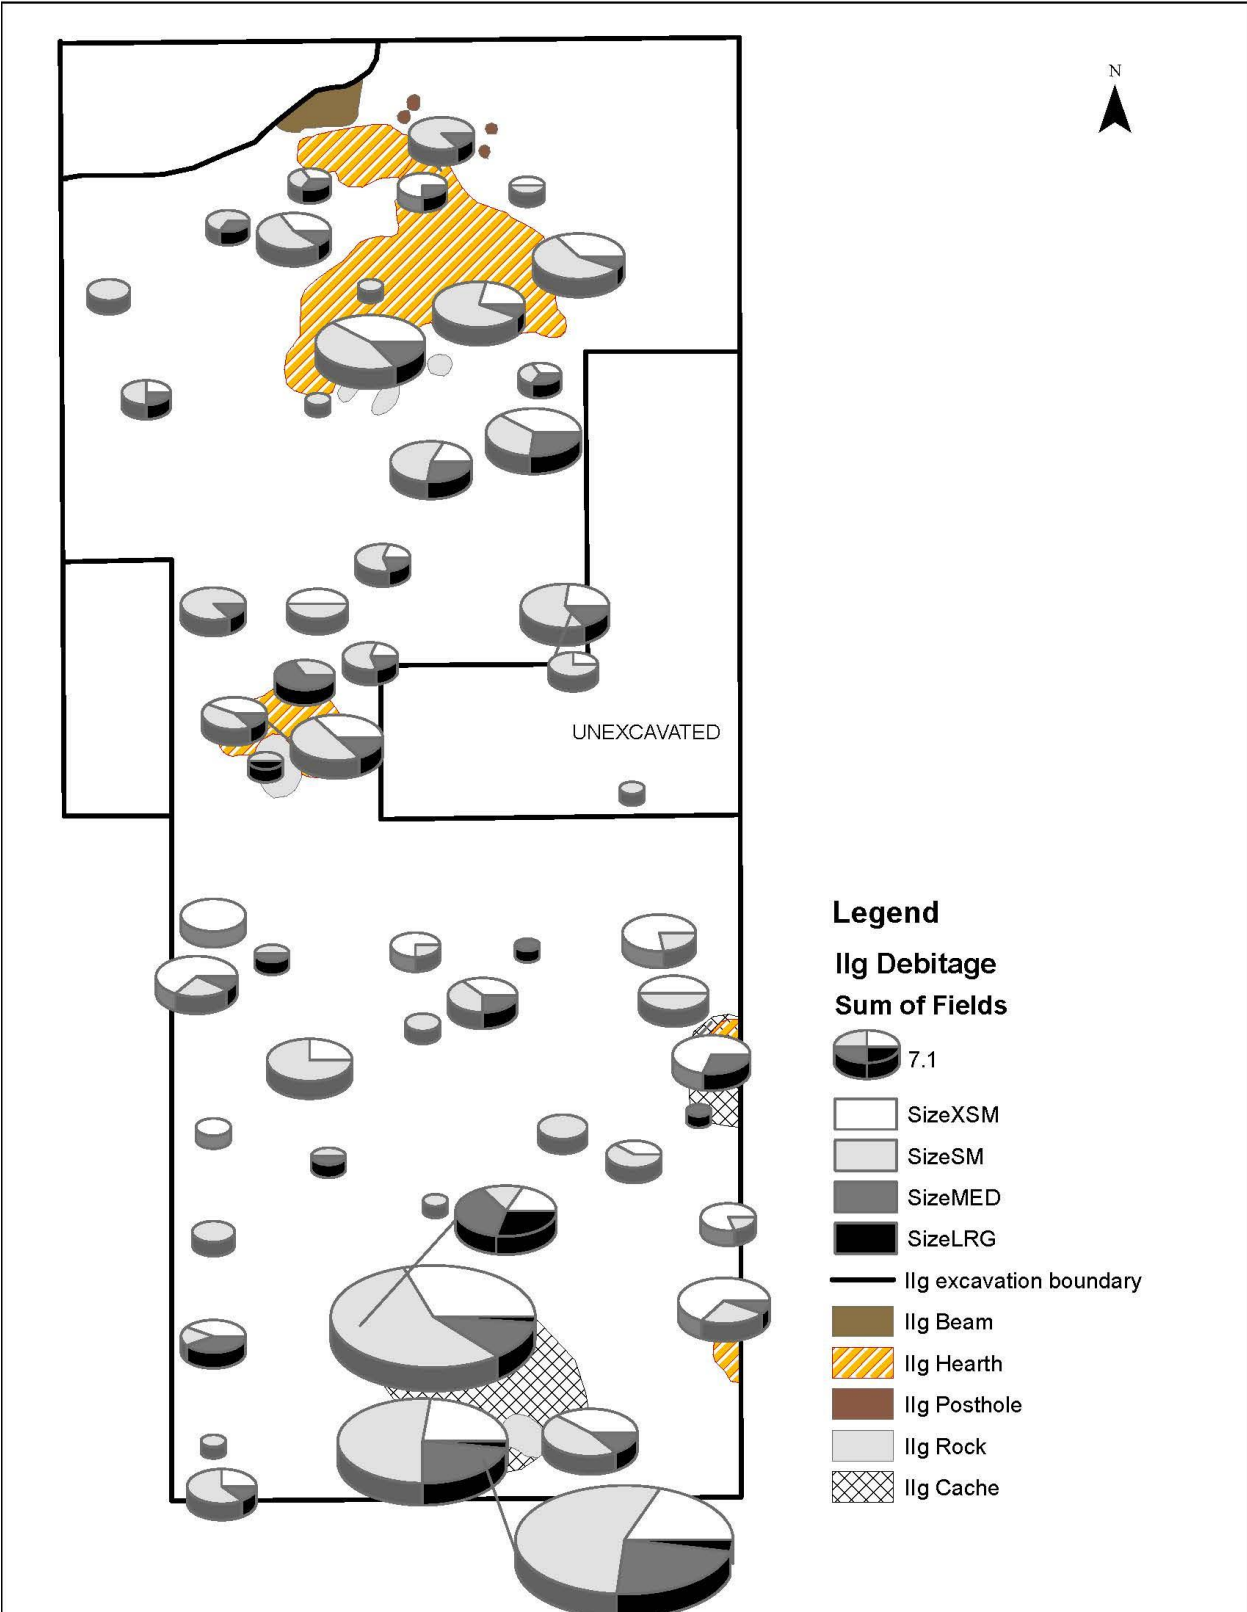 N
UNEXCAVATED
Legend
IIg Debitage
Sum of Fields
7.1
SizeXSM
SizeSM
SizeMED
SizeLRG
IIg excavation boundary
IIg Beam
IIg Hearth
IIg Posthole
IIg Rock
IIg Cache